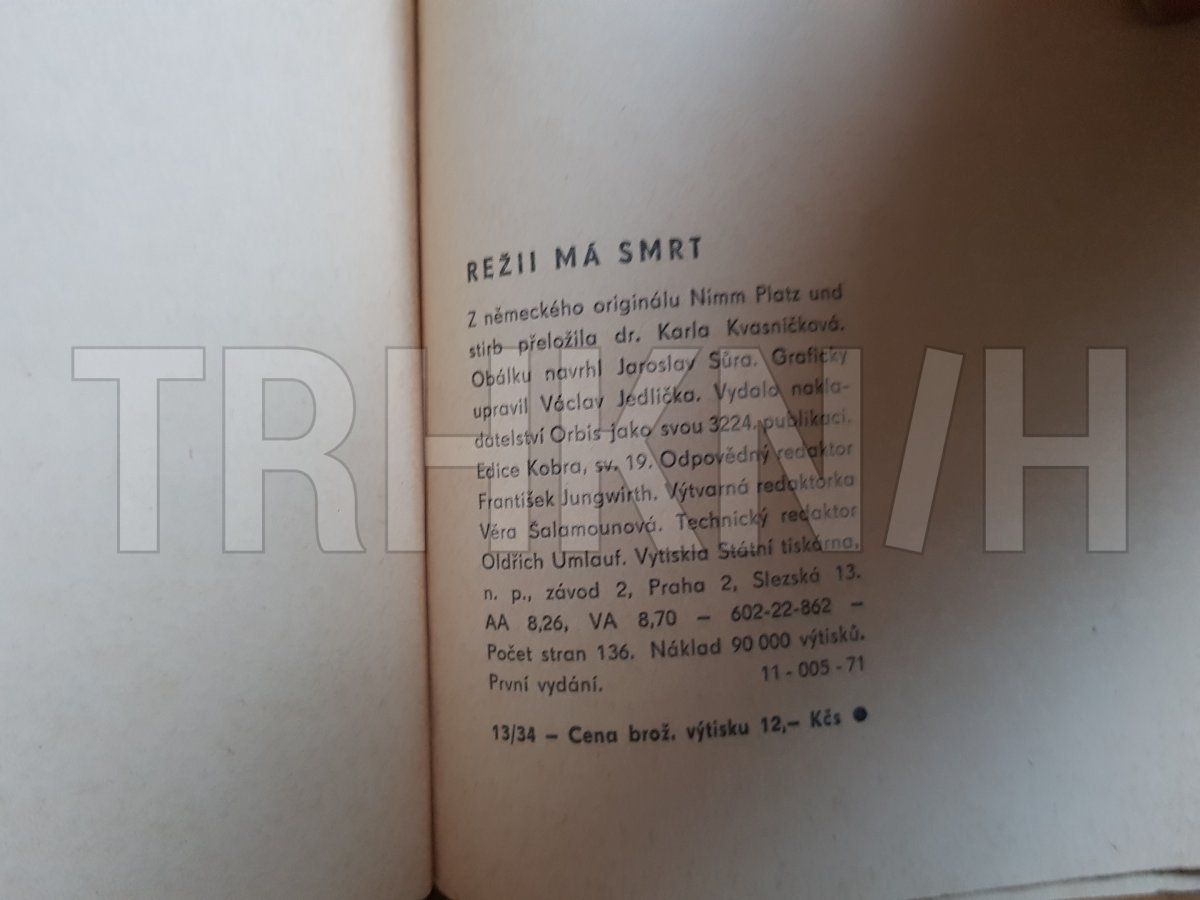 REŽII MÁ SMRT
Z německého originálu Nimm Platz und
stirb přeložila dr. Karla Kvasničková.
Obálku navrhl Jaroslav Sůra. Graficky
upravil Václav Jedlička. Vydalo nakla-
datelství Orbis jako svou 3224. publikaci.
Edice Kobra, sv. 19. Odpovědný redaktor
František Jungwirth. Výtvarná redaktorka
Věra Šalamounová. Technický redaktor
Oldřich Umlauf. Vytiskla Státní tiskárna,
n. p., závod 2, Praha 2, Slezská 13.
AA 8,26, VA 8,70 – 602-22-862 –
Počet stran 136. Náklad 90 000 výtisků.
První vydání. 11 - 005 - 71
13/34 – Cena brož. výtisku 12,– Kčs
TRHKN/H